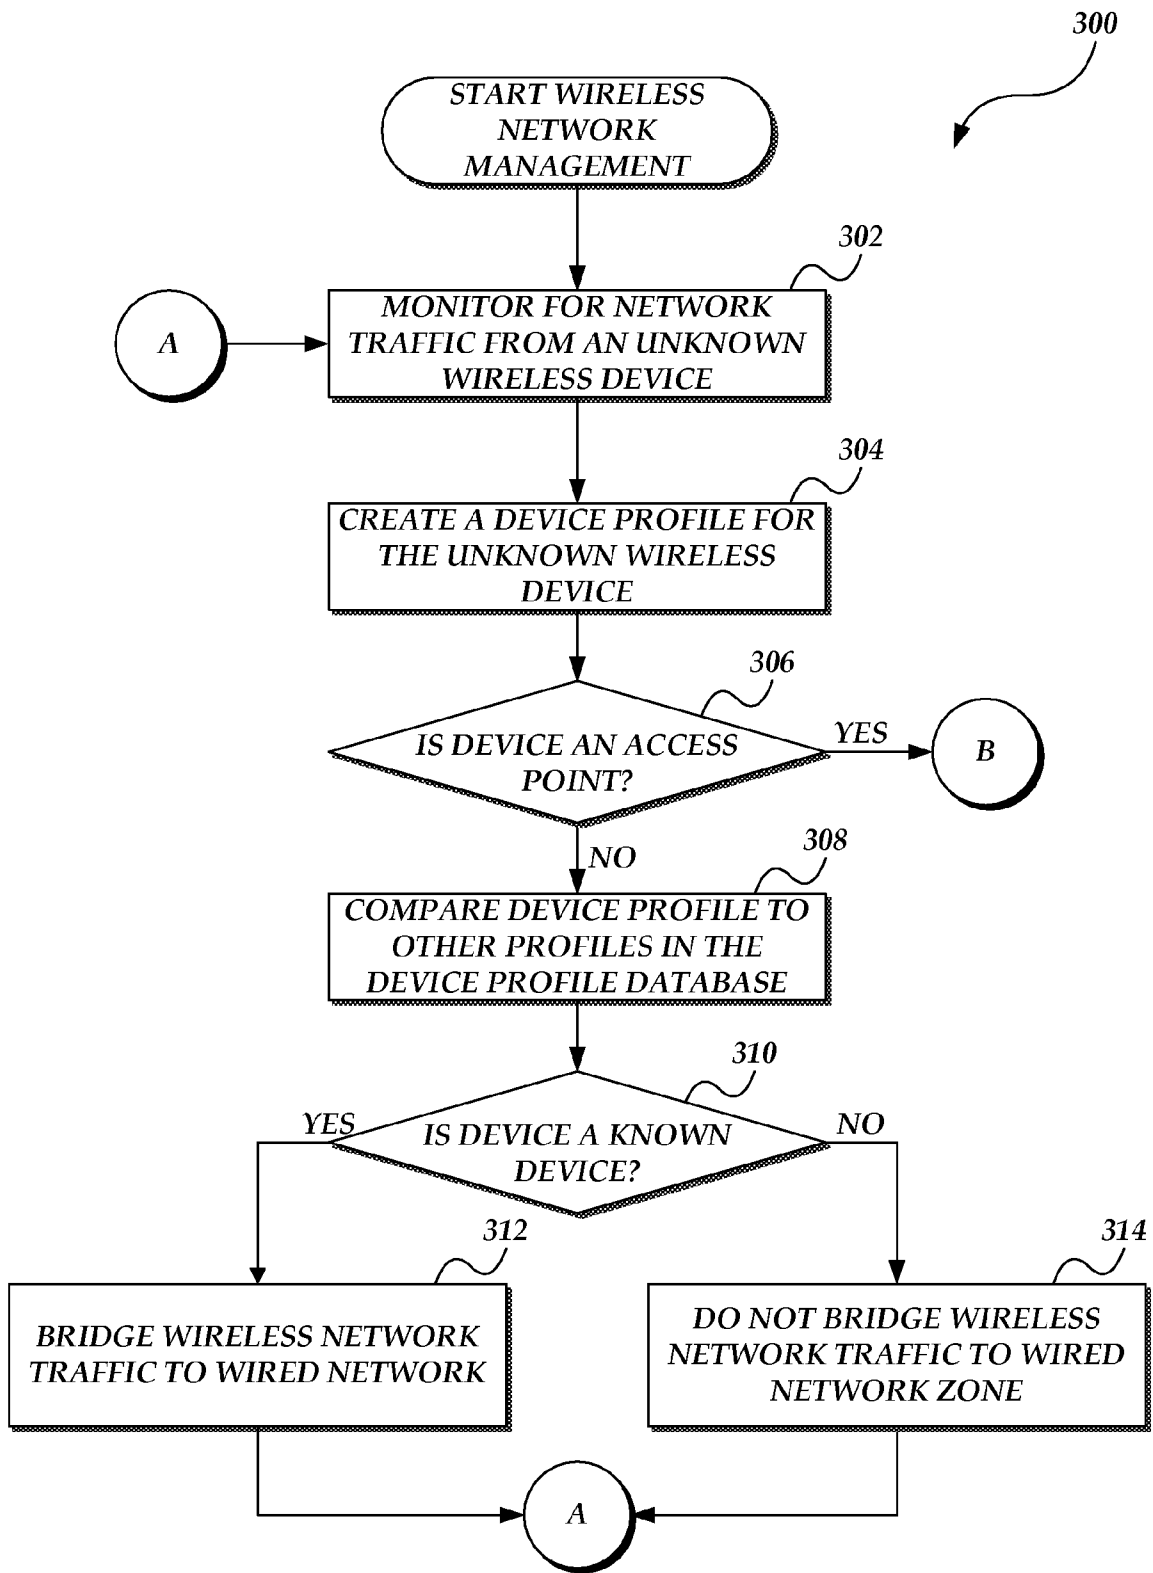 300
START WIRELESS
NETWORK
MANAGEMENT
302
MONITOR FOR NETWORK
TRAFFIC FROM AN UNKNOWN
WIRELESS DEVICE
A
304
CREATE A DEVICE PROFILE FOR
THE UNKNOWN WIRELESS
DEVICE
306
IS DEVICE AN ACCESS
POINT?
YES
B
NO
308
COMPARE DEVICE PROFILE TO
OTHER PROFILES IN THE
DEVICE PROFILE DATABASE
310
IS DEVICE A KNOWN
DEVICE?
YES
NO
312
BRIDGE WIRELESS NETWORK
TRAFFIC TO WIRED NETWORK
314
DO NOT BRIDGE WIRELESS
NETWORK TRAFFIC TO WIRED
NETWORK ZONE
A